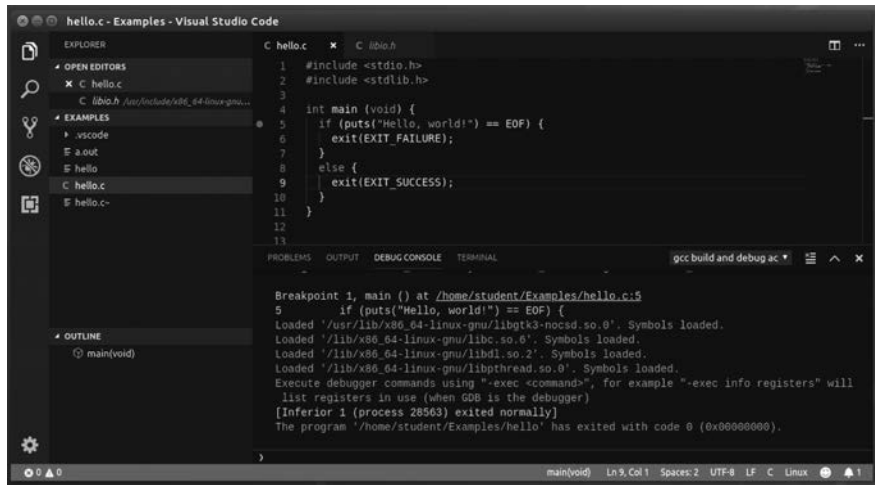 hello.c - Examples - Visual Studio Code
EXPLORER
OPEN EDITORS
C hello.c
C libio.h /usr/include/x86_64-linux-gnu...
EXAMPLES
.vscode
a.out
hello
C hello.c
hello.c~
OUTLINE
main(void)
C hello.c
C libio.h
1 #include <stdio.h>
2 #include <stdlib.h>
3
4 int main (void) {
5 if (puts("Hello, world!") == EOF) {
6 exit(EXIT_FAILURE);
7 }
8 else {
9 exit(EXIT_SUCCESS);
10 }
11 }
12
13
PROBLEMS OUTPUT DEBUG CONSOLE TERMINAL gcc build and debug ac
Breakpoint 1, main () at /home/student/Examples/hello.c:5
5 if (puts("Hello, world!") == EOF) {
Loaded '/usr/lib/x86_64-linux-gnu/libgtk3-nocsd.so.0'. Symbols loaded.
Loaded '/lib/x86_64-linux-gnu/libc.so.6'. Symbols loaded.
Loaded '/lib/x86_64-linux-gnu/libdl.so.2'. Symbols loaded.
Loaded '/lib/x86_64-linux-gnu/libpthread.so.0'. Symbols loaded.
Execute debugger commands using "-exec <command>", for example "-exec info registers" will
list registers in use (when GDB is the debugger)
[Inferior 1 (process 28563) exited normally]
The program '/home/student/Examples/hello' has exited with code 0 (0x00000000).
>
0 0 main(void) Ln 9, Col 1 Spaces: 2 UTF-8 LF C Linux 1